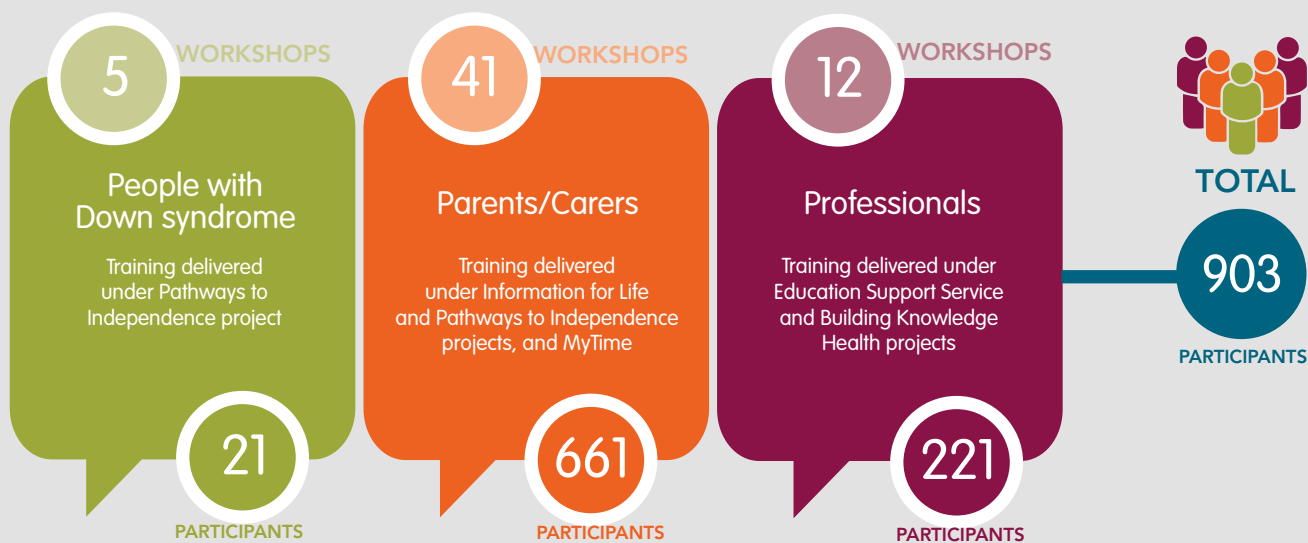 5
WORKSHOPS
People with
Down syndrome
Training delivered
under Pathways to
Independence project
21
PARTICIPANTS
41
WORKSHOPS
Parents/Carers
Training delivered
under Information for Life
and Pathways to Independence
projects, and MyTime
661
PARTICIPANTS
12
WORKSHOPS
Professionals
Training delivered under
Education Support Service
and Building Knowledge
Health projects
221
PARTICIPANTS
TOTAL
903
PARTICIPANTS